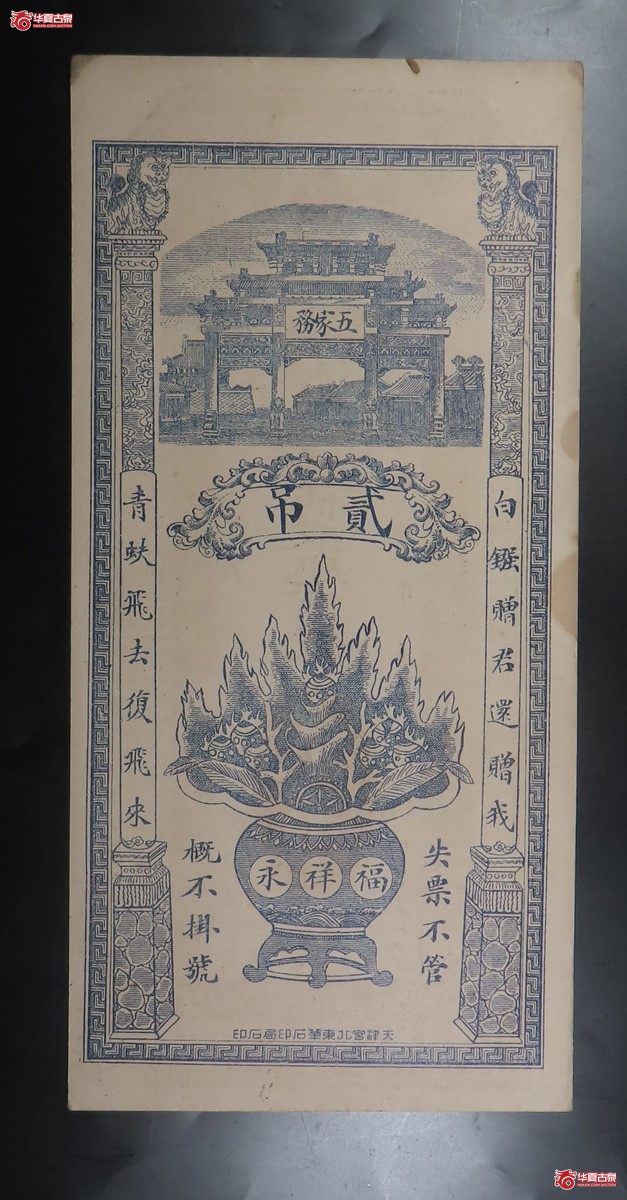 华夏古泉
五家務
貳吊
白鏹贈君還贈我
青蚨飛去復飛來
福祥永
失票不管
概不掛號
天津宮北東華石印局石印
华夏古泉